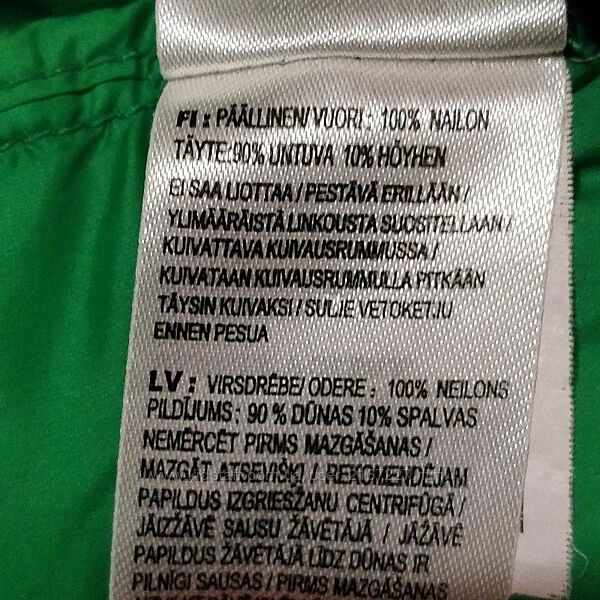 FI : PÄÄLLINEN/ VUORI : 100% NAILON
TÄYTE:90% UNTUVA 10% HÖYHEN
EI SAA LIOTTAA / PESTÄVÄ ERILLÄÄN /
YLIMÄÄRÄISTÄ LINKOUSTA SUOSITELLAAN /
KUIVATTAVA KUIVAUSRUMMUSSA /
KUIVATAAN KUIVAUSRUMMULLA PITKÄÄN
TÄYSIN KUIVAKSI / SULJE VETOKETJU
ENNEN PESUA
LV : VIRSDRĒBE/ ODERE : 100% NEILONS
PILDĪJUMS : 90 % DŪNAS 10% SPALVAS
NEMĒRCĒT PIRMS MAZGĀŠANAS /
MAZGĀT ATSEVIŠĶI / REKOMENDĒJAM
PAPILDUS IZGRIEŠZANU CENTRIFŪGĀ /
JĀIZŽĀVĒ SAUSU ŽĀVĒTĀJĀ / JĀŽĀVĒ
PAPILDUS ŽĀVĒTĀJĀ LĪDZ DŪNAS IR
PILNĪGI SAUSAS / PIRMS MAZGĀŠANAS